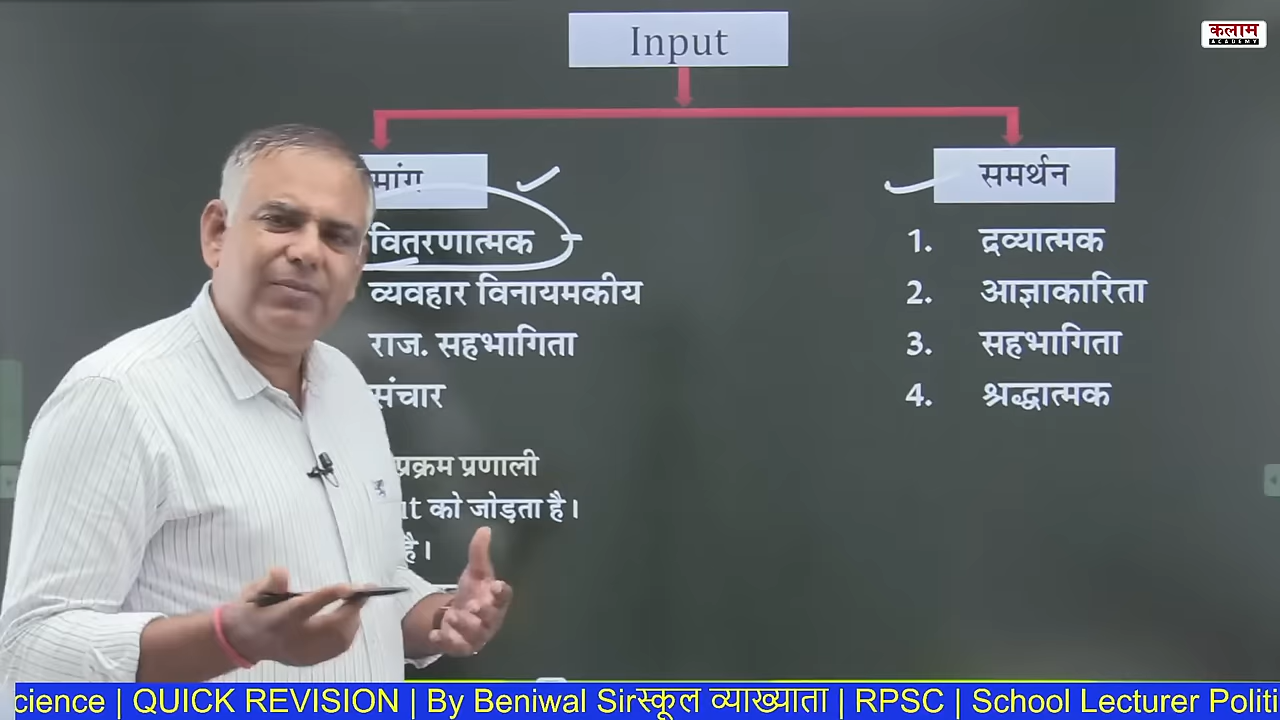 Input
कलाम
ACADEMY
मांग
समर्थन
वितरणात्मक
व्यवहार विनायमकीय
राज. सहभागिता
संचार
1. द्रव्यात्मक
2. आज्ञाकारिता
3. सहभागिता
4. श्रद्धात्मक
प्रक्रम प्रणाली
को जोड़ता है।
है।
cience | QUICK REVISION | By Beniwal Sirस्कूल व्याख्याता | RPSC | School Lecturer Politi